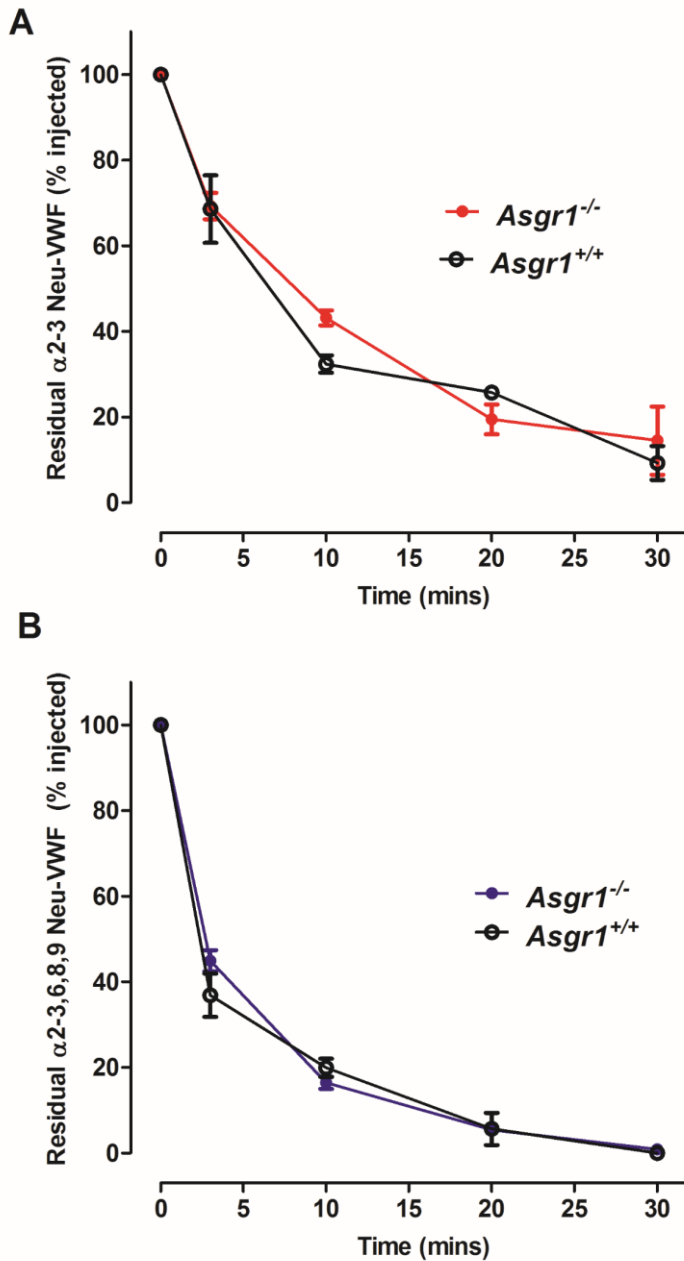 A
Residual α2-3 Neu-VWF (% injected)
100
80
60
40
20
0
Asgr1-/-
Asgr1+/+
0 5 10 15 20 25 30
Time (mins)
B
Residual α2-3,6,8,9 Neu-VWF (% injected)
100
80
60
40
20
0
Asgr1-/-
Asgr1+/+
0 5 10 15 20 25 30
Time (mins)